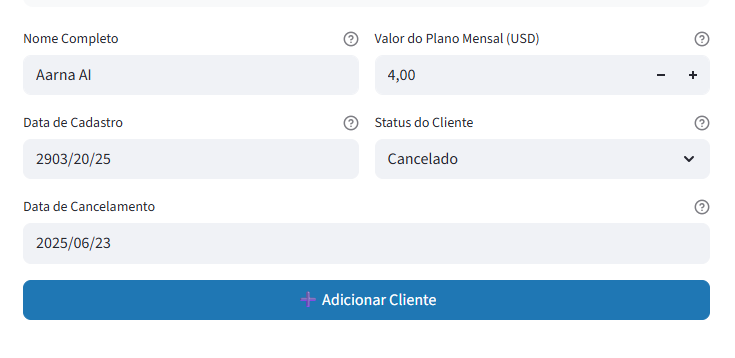 Nome Completo
Valor do Plano Mensal (USD)
Aarna AI
4,00
Data de Cadastro
Status do Cliente
2903/20/25
Cancelado
Data de Cancelamento
2025/06/23
Adicionar Cliente